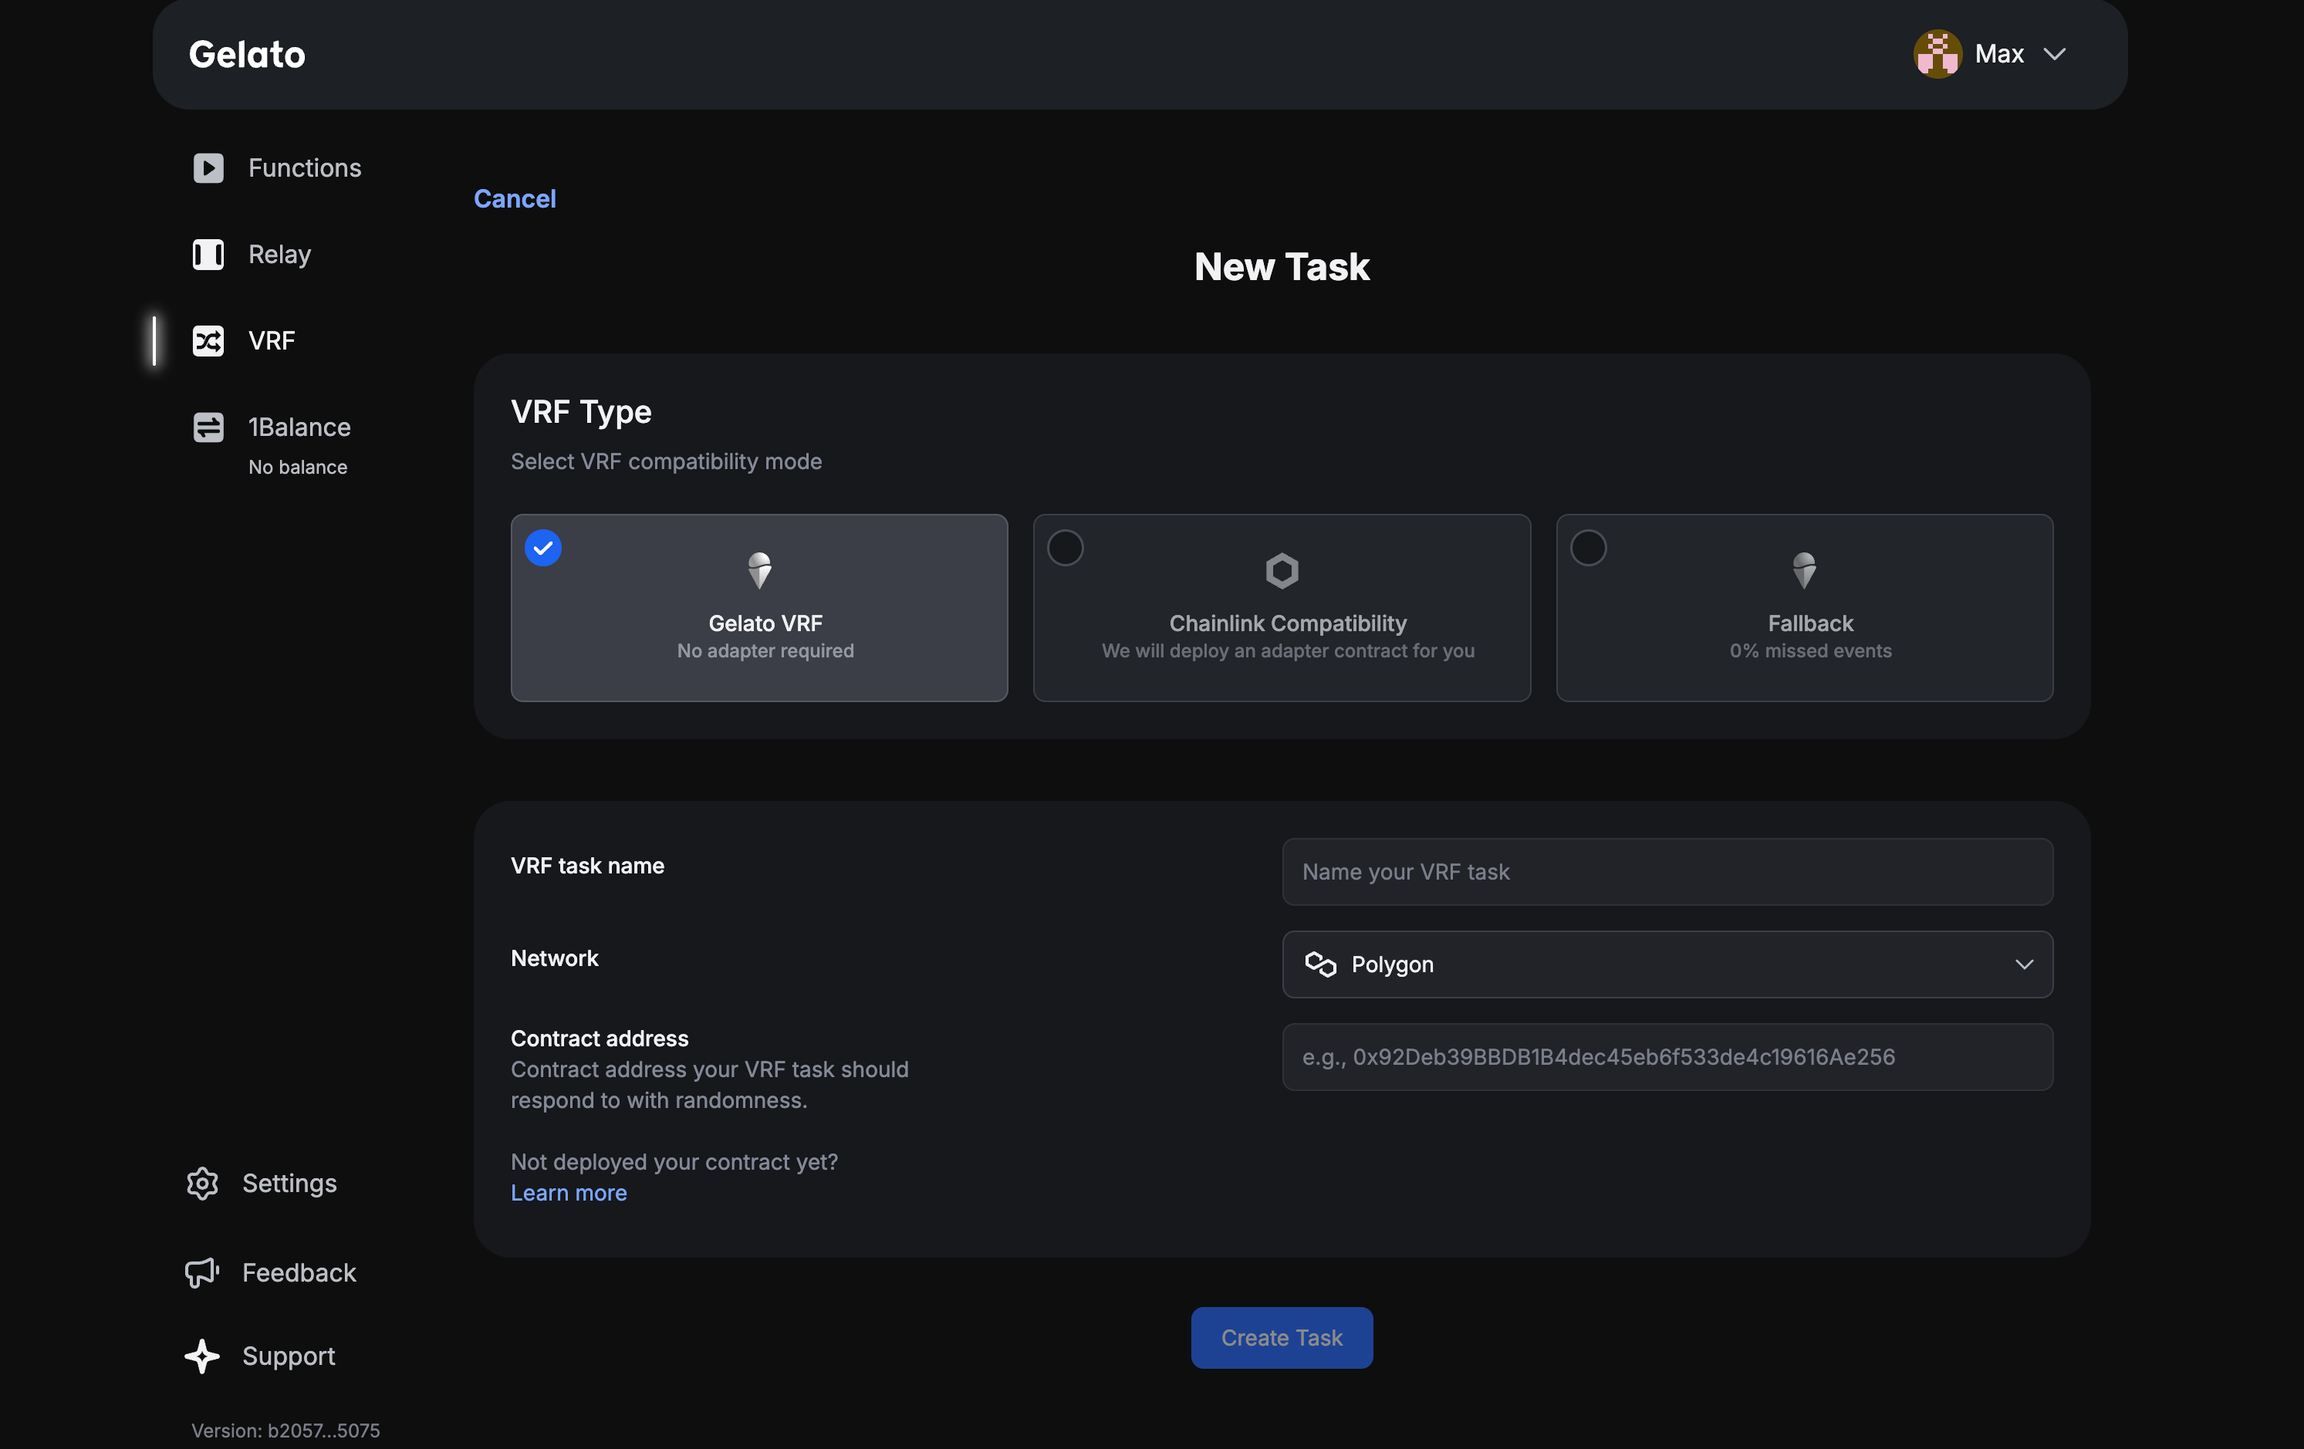 Gelato
Max
Functions
Relay
VRF
1Balance
No balance
Cancel
New Task
VRF Type
Select VRF compatibility mode
Gelato VRF
No adapter required
Chainlink Compatibility
We will deploy an adapter contract for you
Fallback
0% missed events
VRF task name
Name your VRF task
Network
Polygon
Contract address
Contract address your VRF task should
respond to with randomness.
e.g., 0x92Deb39BBDB1B4dec45eb6f533de4c19616Ae256
Not deployed your contract yet?
Learn more
Create Task
Settings
Feedback
Support
Version: b2057...5075